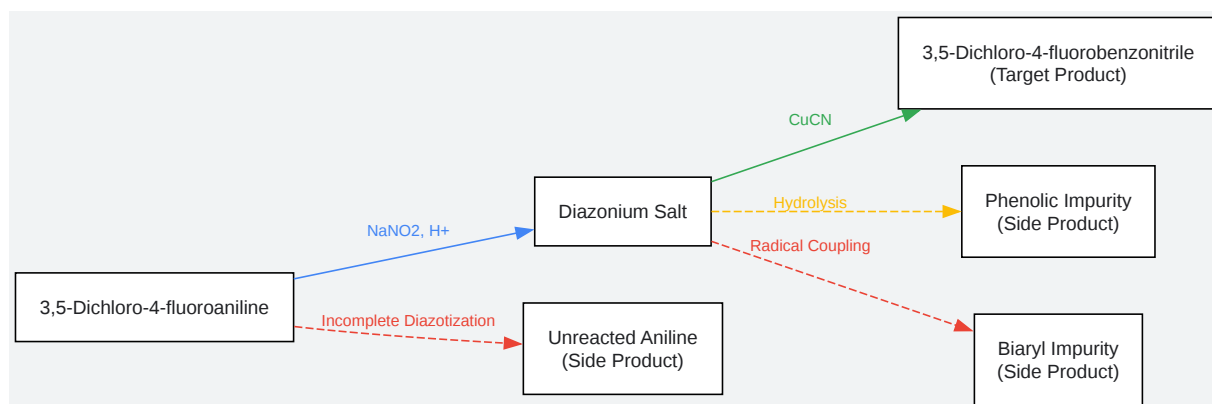 3,5-Dichloro-4-fluorobenzonitrile
(Target Product)
CuCN
Diazonium Salt
Hydrolysis
Phenolic Impurity
(Side Product)
NaNO2, H+
Radical Coupling
3,5-Dichloro-4-fluoroaniline
Incomplete Diazotization
Unreacted Aniline
(Side Product)
Biaryl Impurity
(Side Product)